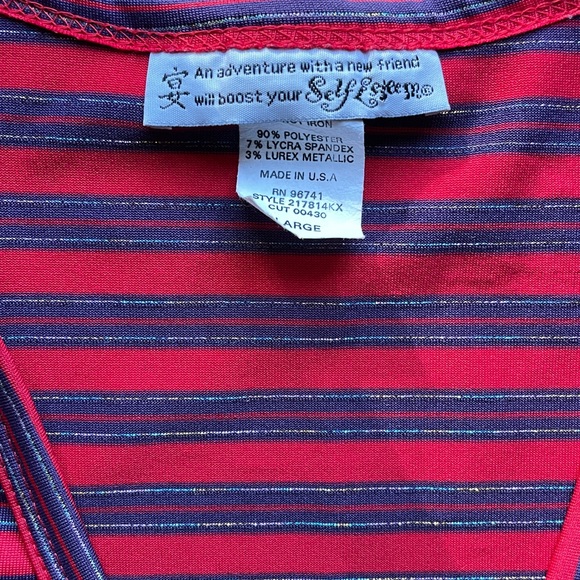 宴 An adventure with a new friend
will boost your Self Esteem®
IRON
90% POLYESTER
7% LYCRA SPANDEX
3% LUREX METALLIC
MADE IN U.S.A
RN 96741
STYLE 217814KX
CUT 00430
LARGE